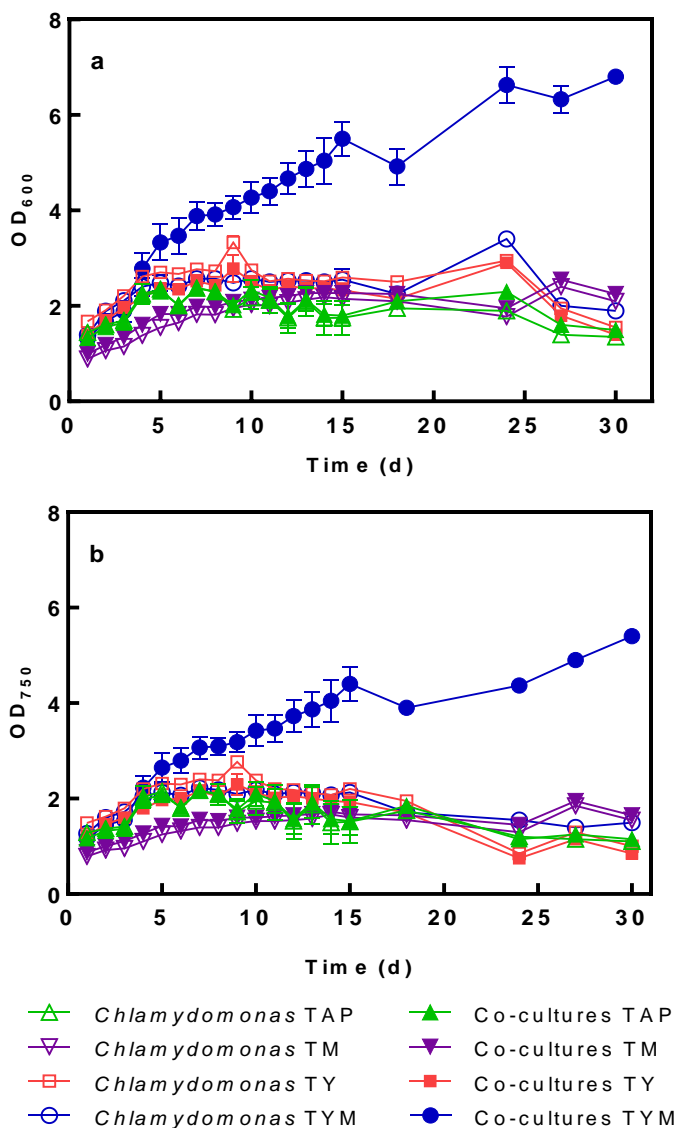 a
8
6
4
2
0
OD600
0 5 10 15 20 25 30
Time (d)
b
8
6
4
2
0
OD750
0 5 10 15 20 25 30
Time (d)
Chlamydomonas TAP
Co-cultures TAP
Chlamydomonas TM
Co-cultures TM
Chlamydomonas TY
Co-cultures TY
Chlamydomonas TYM
Co-cultures TYM